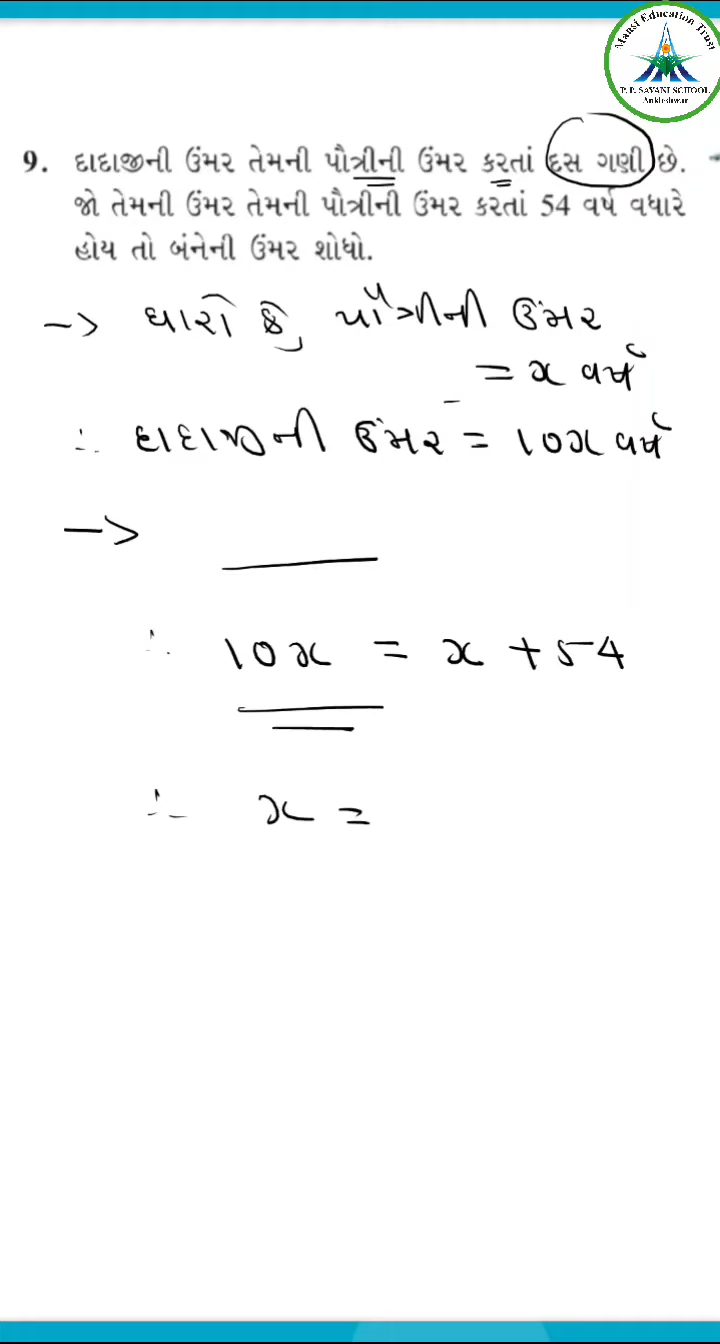 Mansi Education Trust
P. P. SAVANI SCHOOL
Ankleshwar
9. દાદાજીની ઉંમર તેમની પૌત્રીની ઉંમર કરતાં દસ ગણી છે.
જો તેમની ઉંમર તેમની પૌત્રીની ઉંમર કરતાં 54 વર્ષ વધારે
હોય તો બંનેની ઉંમર શોધો.
-> ધારો કે, પૌત્રીની ઉંમર
= x વર્ષ
∴ દાદાજીની ઉંમર = 10x વર્ષ
->
∴ 10x = x + 54
∴ x =